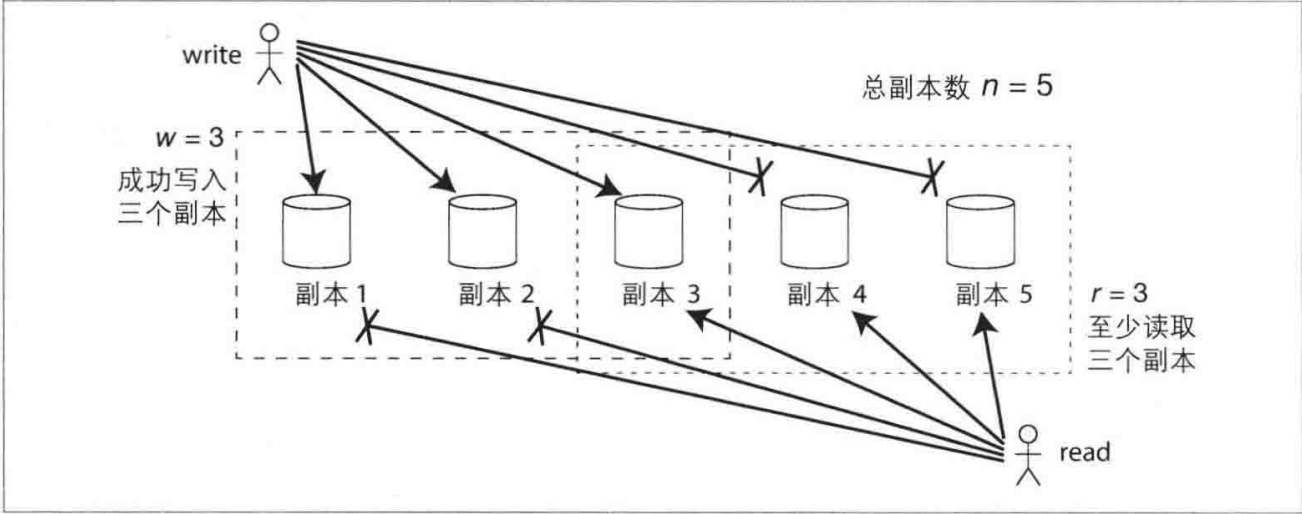 write
总副本数 n = 5
w = 3
成功写入
三个副本
副本 1
副本 2
副本 3
副本 4
副本 5
r = 3
至少读取
三个副本
read